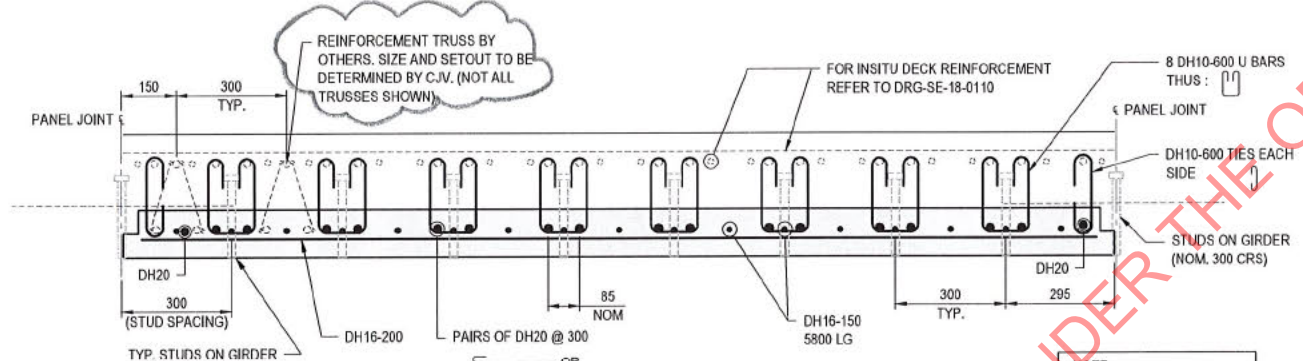 REINFORCEMENT TRUSS BY
OTHERS. SIZE AND SETOUT TO BE
DETERMINED BY CJV. (NOT ALL
TRUSSES SHOWN)
FOR INSITU DECK REINFORCEMENT
REFER TO DRG-SE-18-0110
8 DH10-600 U BARS
THUS :
150
300
TYP.
PANEL JOINT ℄
℄ PANEL JOINT
DH10-600 TIES EACH
SIDE
STUDS ON GIRDER
(NOM. 300 CRS)
DH20
DH20
300
(STUD SPACING)
DH16-200
PAIRS OF DH20 @ 300
85
NOM
DH16-150
5800 LG
300
TYP.
295
TYP. STUDS ON GIRDER
UNDER THE O